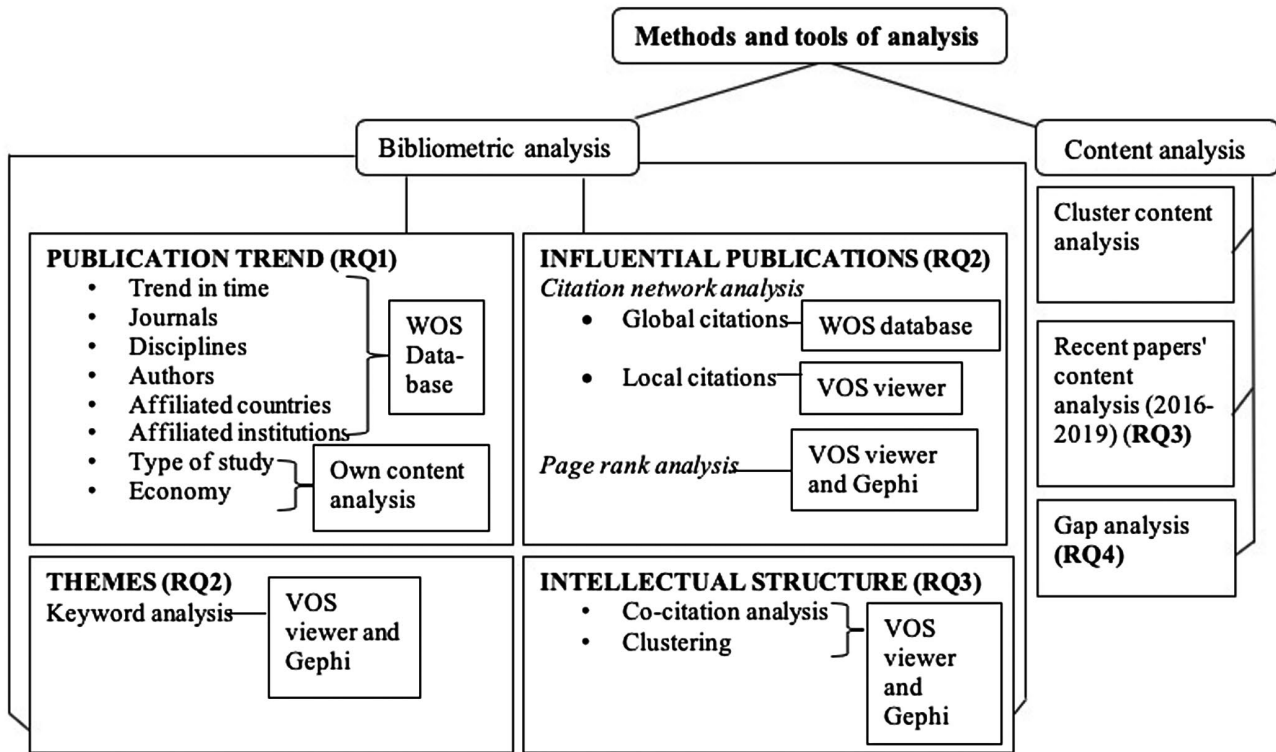 Methods and tools of analysis
Bibliometric analysis
PUBLICATION TREND (RQ1)
• Trend in time
• Journals
• Disciplines
• Authors
• Affiliated countries
• Affiliated institutions
• Type of study
• Economy
WOS
Data-
base
Own content
analysis
INFLUENTIAL PUBLICATIONS (RQ2)
Citation network analysis
• Global citations
WOS database
• Local citations
VOS viewer
Page rank analysis
VOS viewer
and Gephi
THEMES (RQ2)
Keyword analysis
VOS
viewer and
Gephi
INTELLECTUAL STRUCTURE (RQ3)
• Co-citation analysis
• Clustering
VOS
viewer
and
Gephi
Content analysis
Cluster content
analysis
Recent papers'
content
analysis (2016-
2019) (RQ3)
Gap analysis
(RQ4)